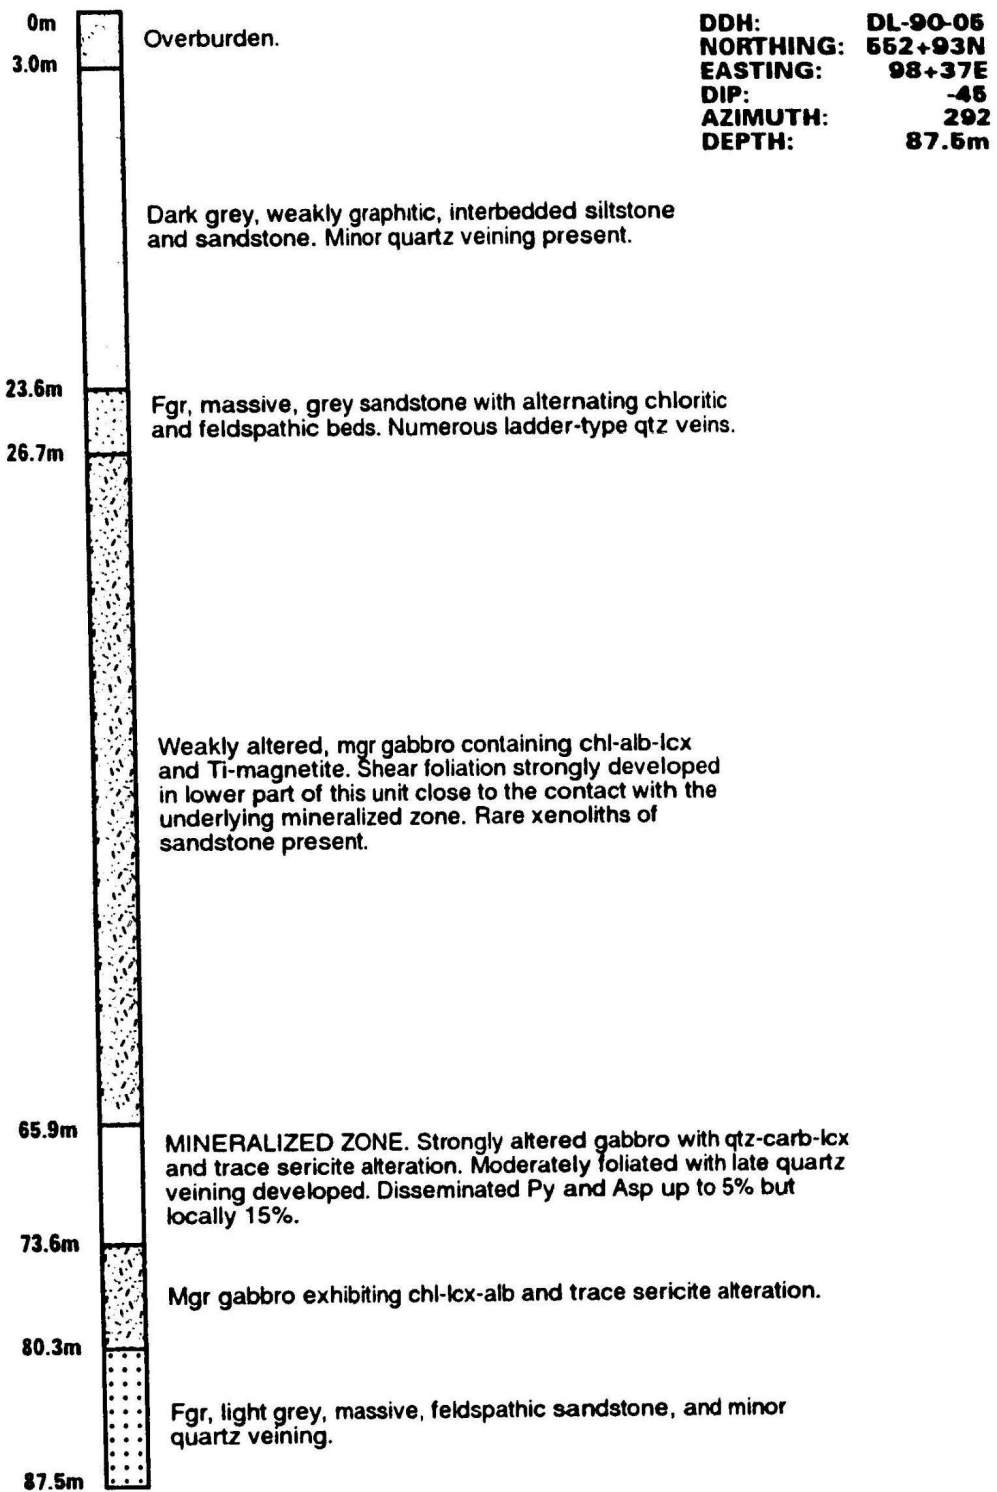 0m
Overburden.
3.0m
DDH: DL-90-05
NORTHING: 552+93N
EASTING: 98+37E
DIP: -45
AZIMUTH: 292
DEPTH: 87.5m
Dark grey, weakly graphitic, interbedded siltstone
and sandstone. Minor quartz veining present.
23.6m
Fgr, massive, grey sandstone with alternating chloritic
and feldspathic beds. Numerous ladder-type qtz veins.
26.7m
Weakly altered, mgr gabbro containing chl-alb-lcx
and Ti-magnetite. Shear foliation strongly developed
in lower part of this unit close to the contact with the
underlying mineralized zone. Rare xenoliths of
sandstone present.
65.9m
MINERALIZED ZONE. Strongly altered gabbro with qtz-carb-lcx
and trace sericite alteration. Moderately foliated with late quartz
veining developed. Disseminated Py and Asp up to 5% but
locally 15%.
73.6m
Mgr gabbro exhibiting chl-lcx-alb and trace sericite alteration.
80.3m
Fgr, light grey, massive, feldspathic sandstone, and minor
quartz veining.
87.5m